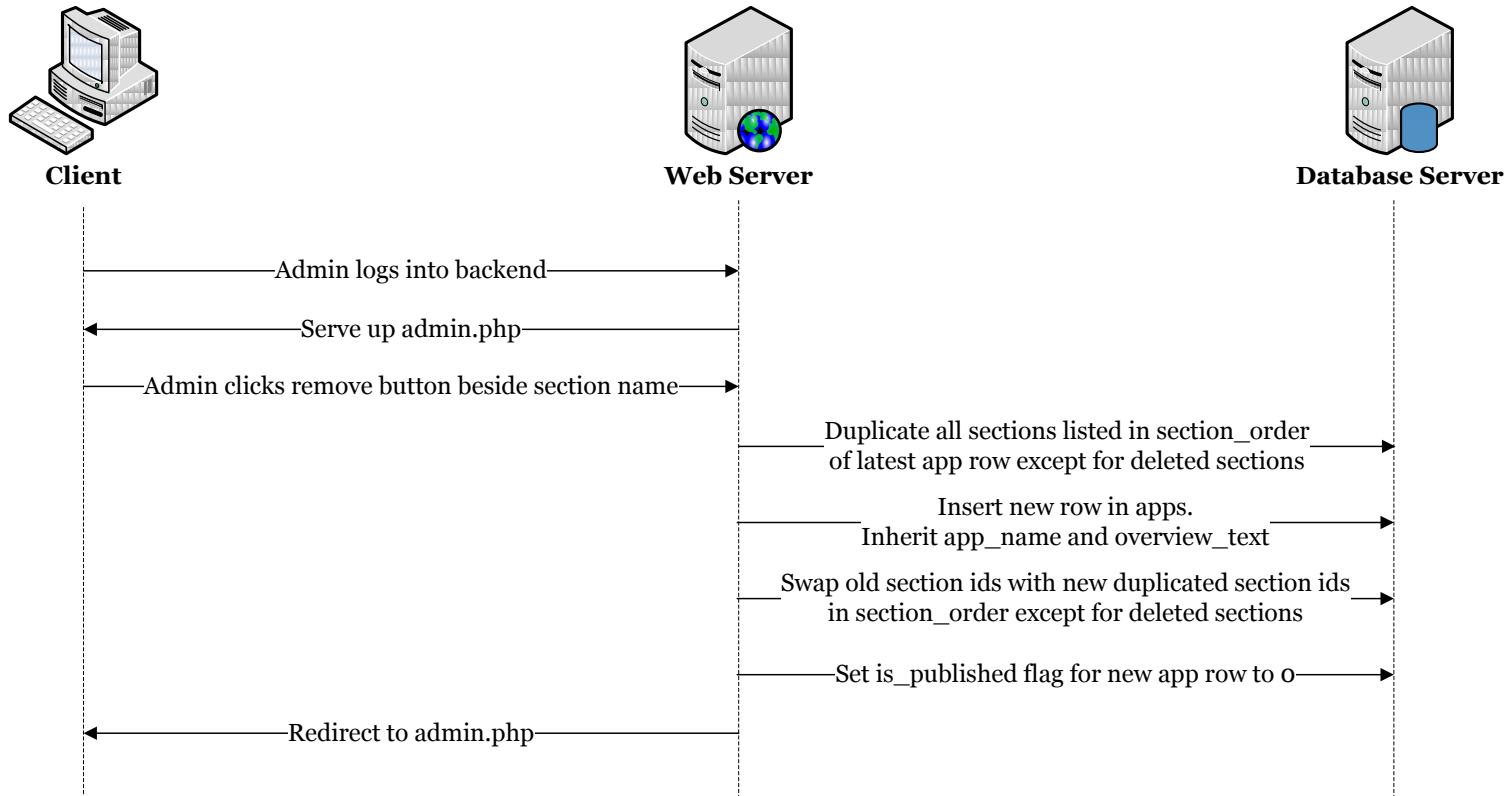 Client
Web Server
Database Server
Admin logs into backend
Serve up admin.php
Admin clicks remove button beside section name
Duplicate all sections listed in section_order
of latest app row except for deleted sections
Insert new row in apps.
Inherit app_name and overview_text
Swap old section ids with new duplicated section ids
in section_order except for deleted sections
Set is_published flag for new app row to 0
Redirect to admin.php